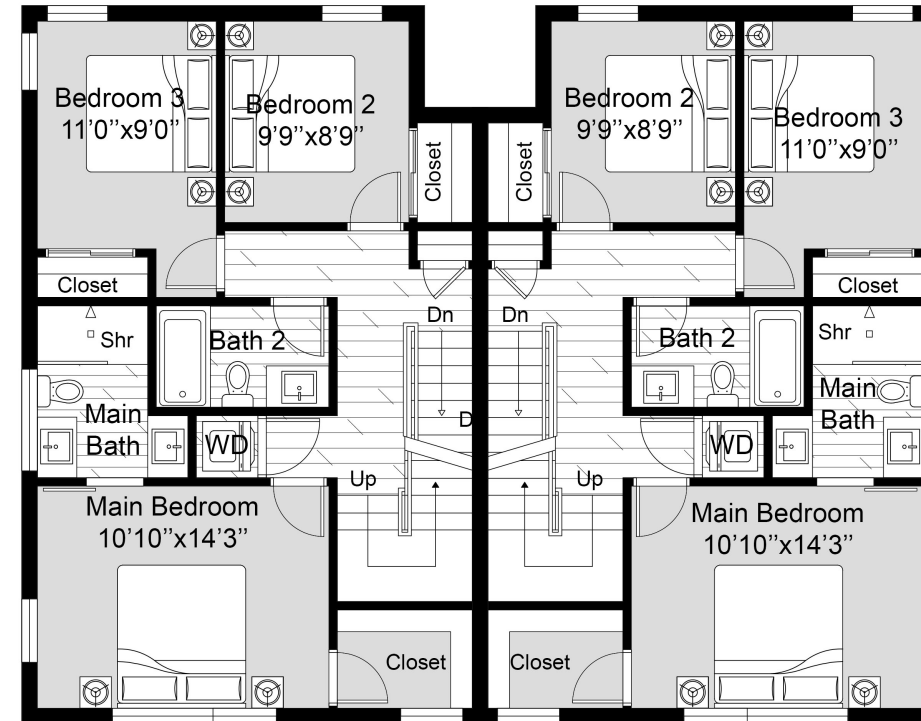 Bedroom 3
11'0''x9'0''
Bedroom 2
9'9''x8'9''
Closet
Closet
Dn
Shr
Bath 2
Main
Bath
WD
D
Up
Main Bedroom
10'10''x14'3''
Closet
Bedroom 2
9'9''x8'9''
Bedroom 3
11'0''x9'0''
Closet
Closet
Dn
Bath 2
Shr
Main
Bath
WD
Up
Main Bedroom
10'10''x14'3''
Closet